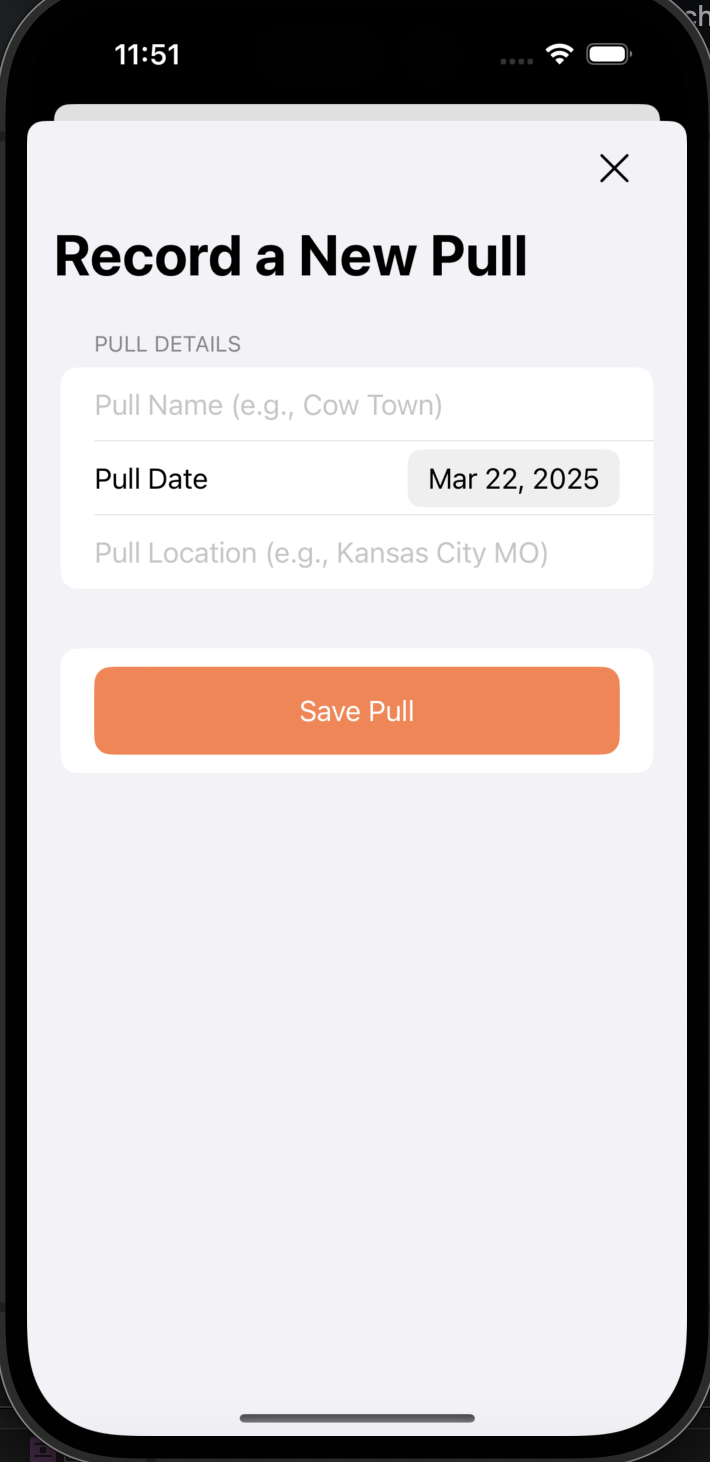 ch
11:51
Record a New Pull
PULL DETAILS
Pull Name (e.g., Cow Town)
Pull Date
Mar 22, 2025
Pull Location (e.g., Kansas City MO)
Save Pull